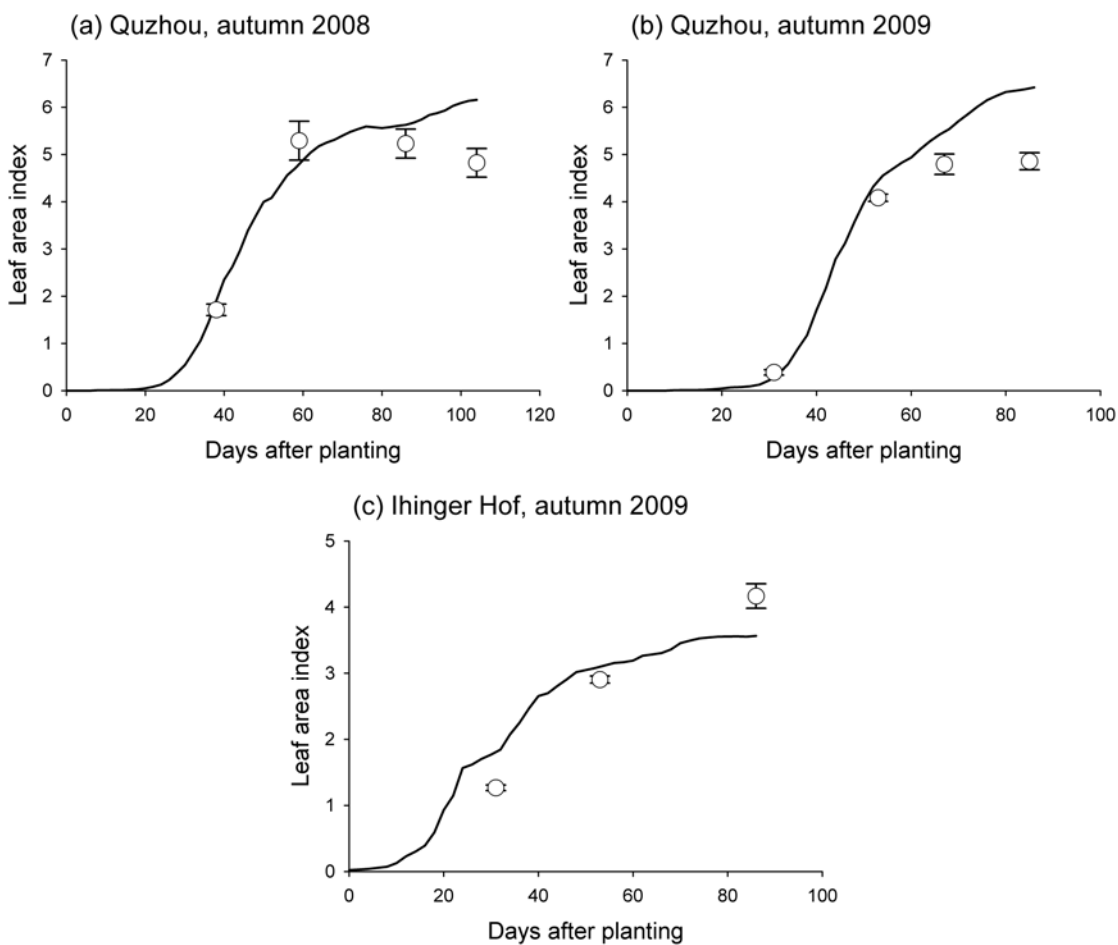 (a) Quzhou, autumn 2008
7
6
5
4
3
2
1
0
Leaf area index
0 20 40 60 80 100 120
Days after planting
(b) Quzhou, autumn 2009
7
6
5
4
3
2
1
0
Leaf area index
0 20 40 60 80 100
Days after planting
(c) Ihinger Hof, autumn 2009
5
4
3
2
1
0
Leaf area index
0 20 40 60 80 100
Days after planting